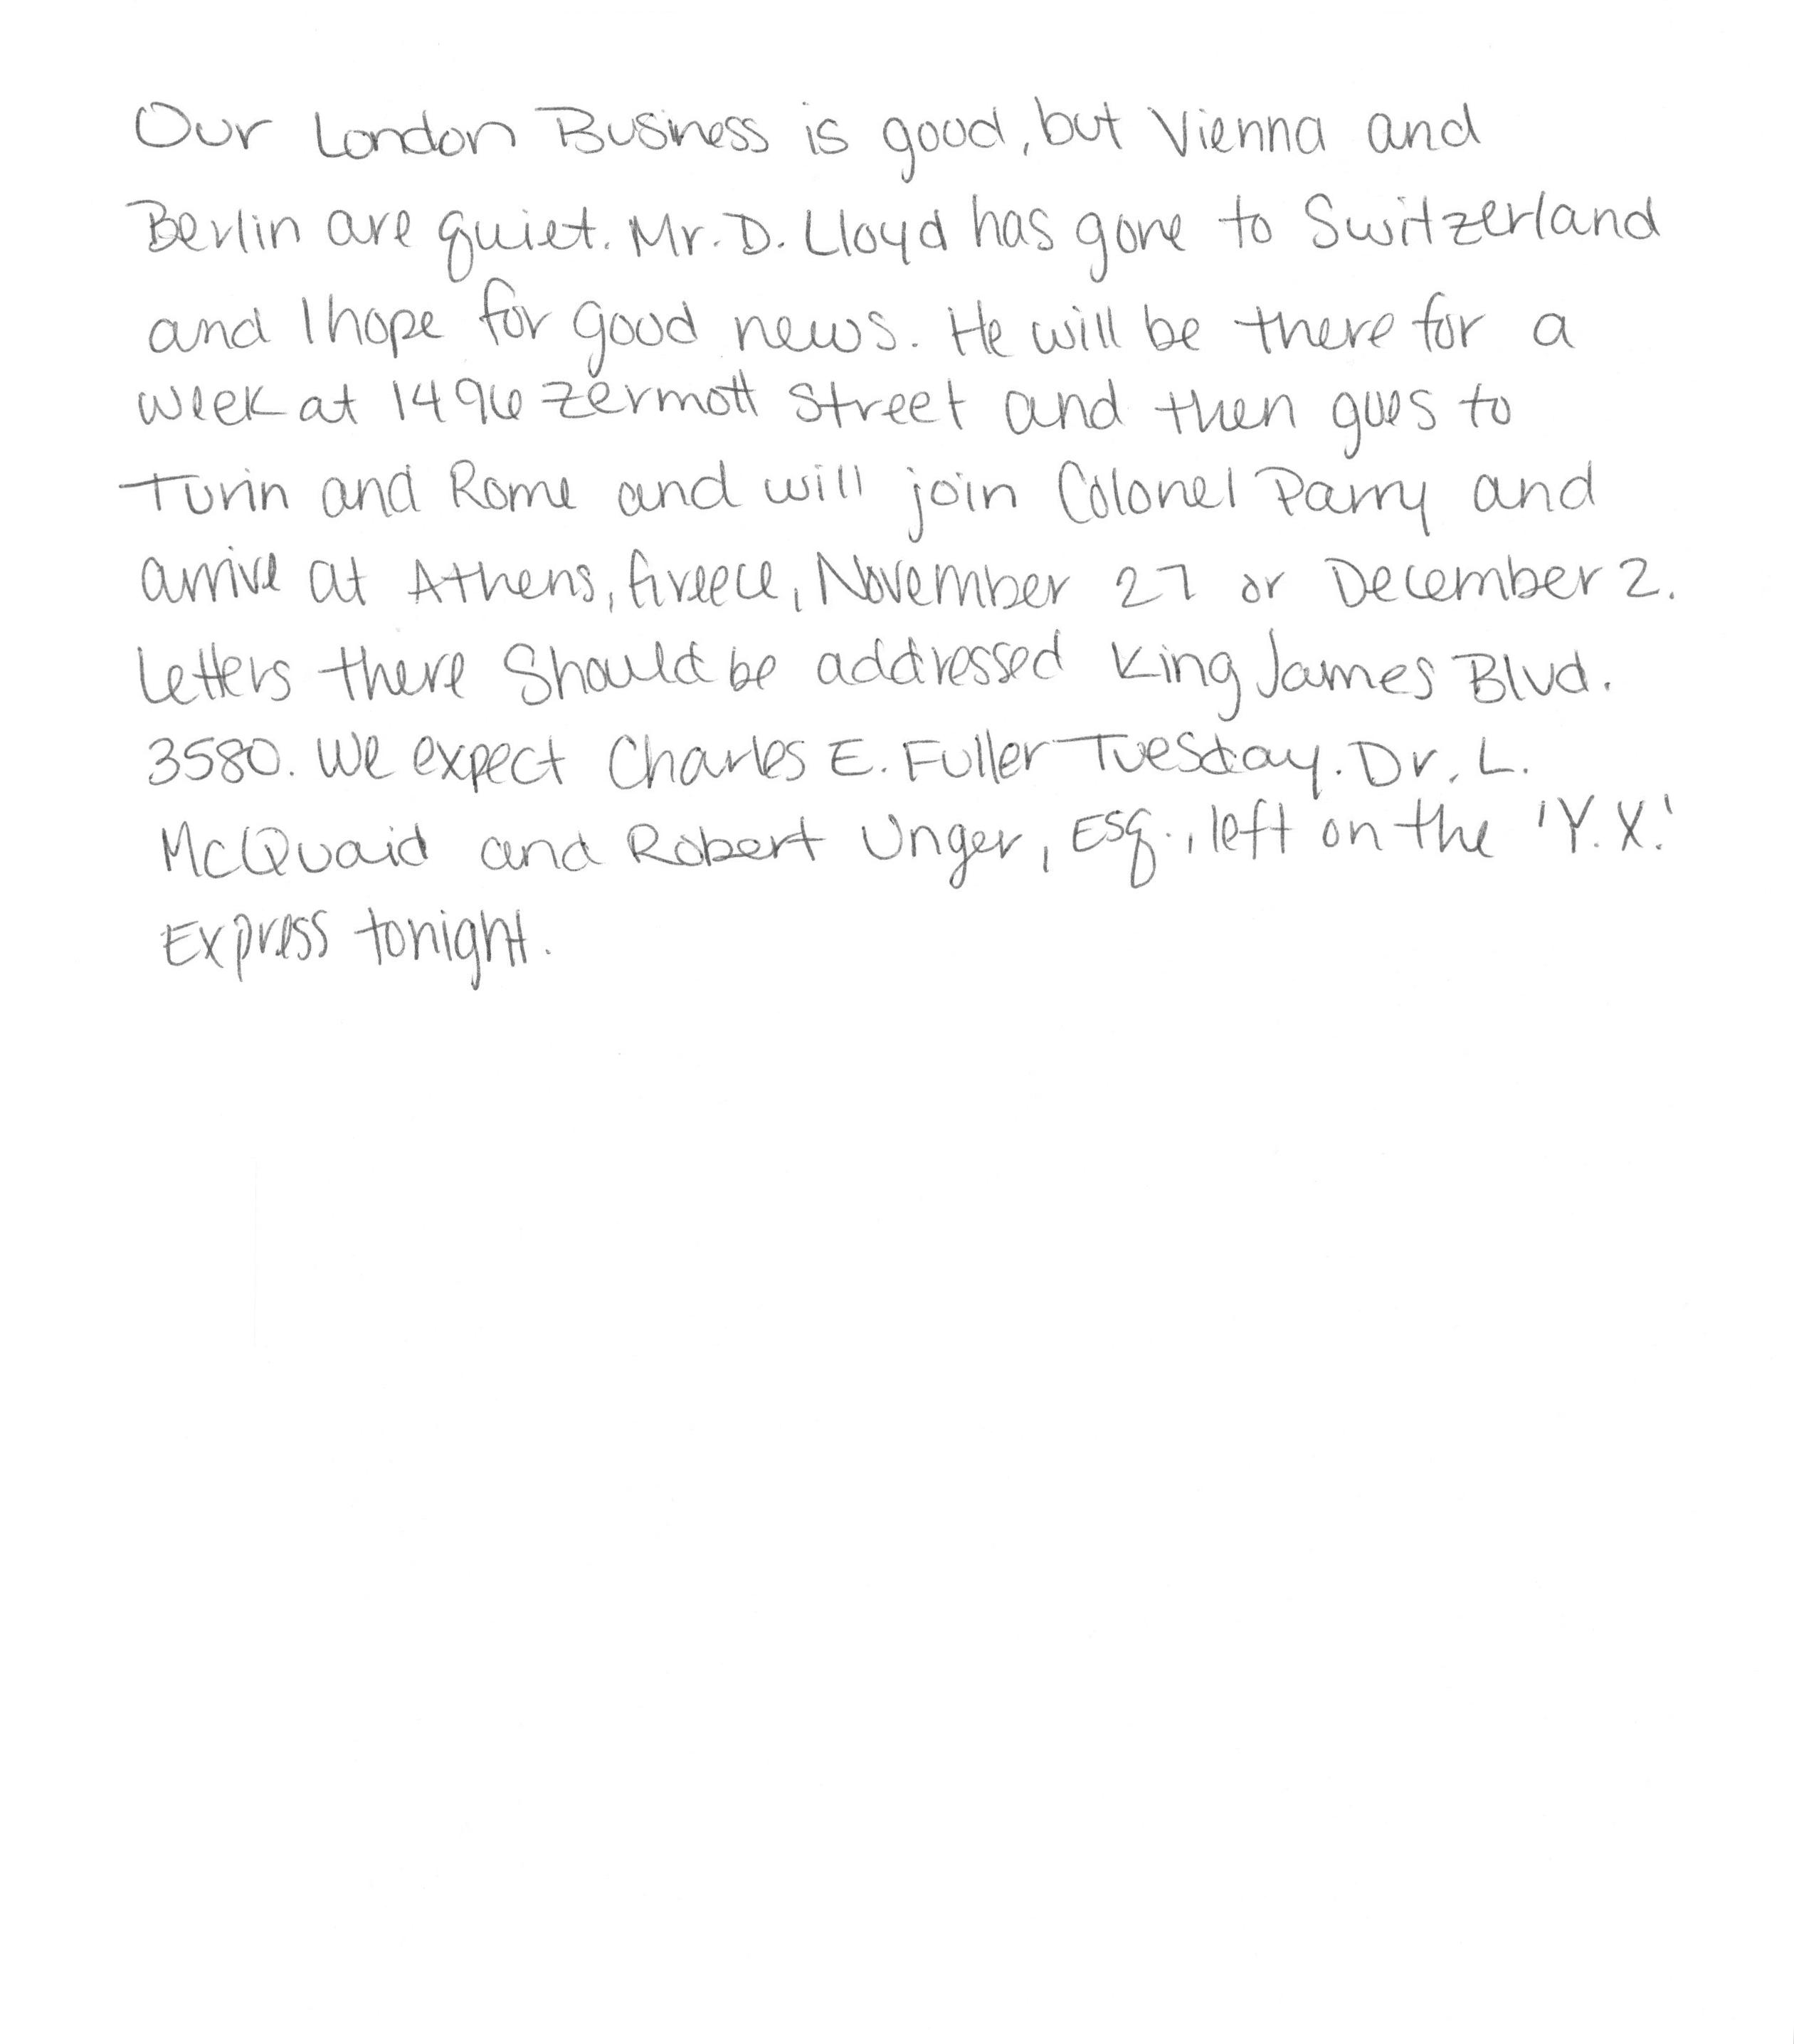 Our London Business is good, but Vienna and
Berlin are quiet. Mr. D. Lloyd has gone to Switzerland
and I hope for good news. He will be there for a
week at 1496 Zermott Street and then goes to
Turin and Rome and will join Colonel Parry and
arrive at Athens, Greece, November 27 or December 2.
Letters there Should be addressed King James Blvd.
3580. We expect Charles E. Fuller Tuesday. Dr. L.
McQuaid and Robert Unger, Esq., left on the 'Y.X.'
Express tonight.